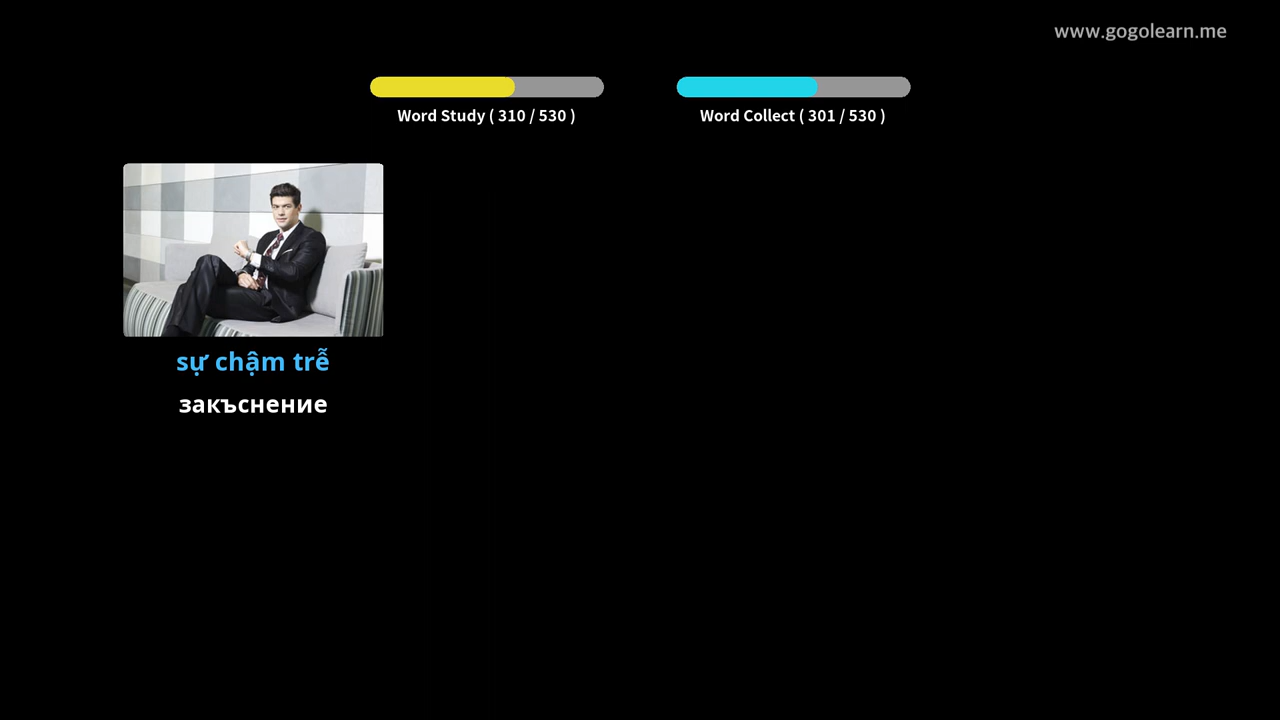 www.gogolearn.me
Word Study ( 310 / 530 )
Word Collect ( 301 / 530 )
sự chậm trễ
закъснение